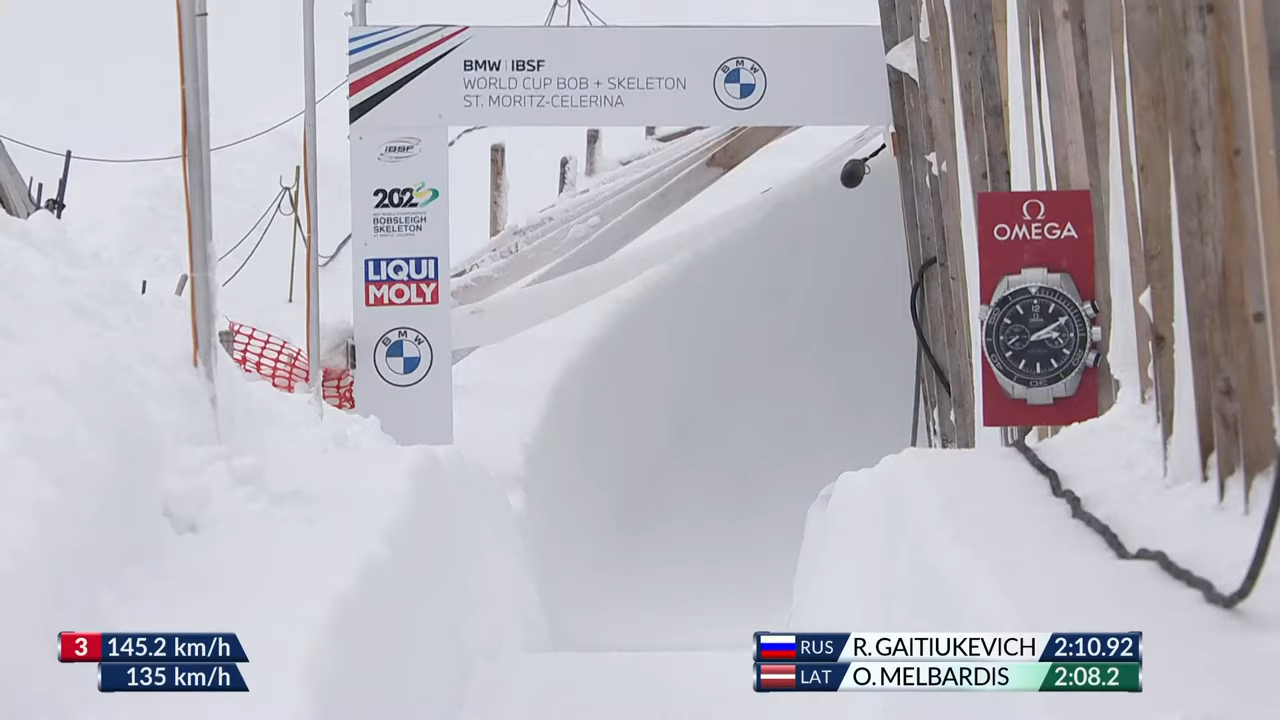 BMW | IBSF
WORLD CUP BOB + SKELETON
ST. MORITZ-CELERINA
BMW
IBSF
2023
BOBSLEIGH
SKELETON
LIQUI
MOLY
BMW
Ω
OMEGA
12
3 145.2 km/h
135 km/h
RUS R. GAITIUKEVICH 2:10.92
LAT O. MELBARDIS 2:08.2